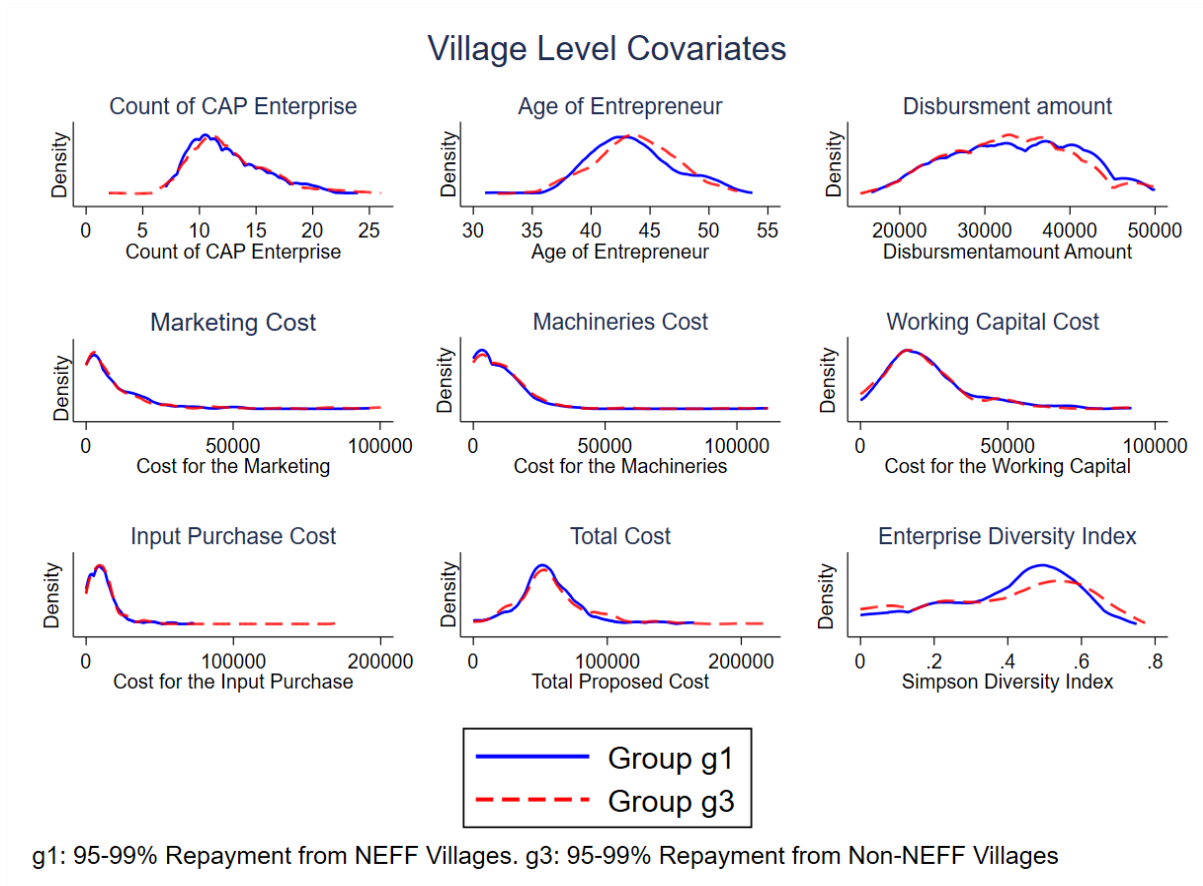 Village Level Covariates
Count of CAP Enterprise
Density
0 5 10 15 20 25
Count of CAP Enterprise
Age of Entrepreneur
Density
30 35 40 45 50 55
Age of Entrepreneur
Disbursment amount
Density
20000 30000 40000 50000
Disbursmentamount Amount
Marketing Cost
Density
0 50000 100000
Cost for the Marketing
Machineries Cost
Density
0 50000 100000
Cost for the Machineries
Working Capital Cost
Density
0 50000 100000
Cost for the Working Capital
Input Purchase Cost
Density
0 100000 200000
Cost for the Input Purchase
Total Cost
Density
0 100000 200000
Total Proposed Cost
Enterprise Diversity Index
Density
0 .2 .4 .6 .8
Simpson Diversity Index
Group g1
Group g3
g1: 95-99% Repayment from NEFF Villages. g3: 95-99% Repayment from Non-NEFF Villages